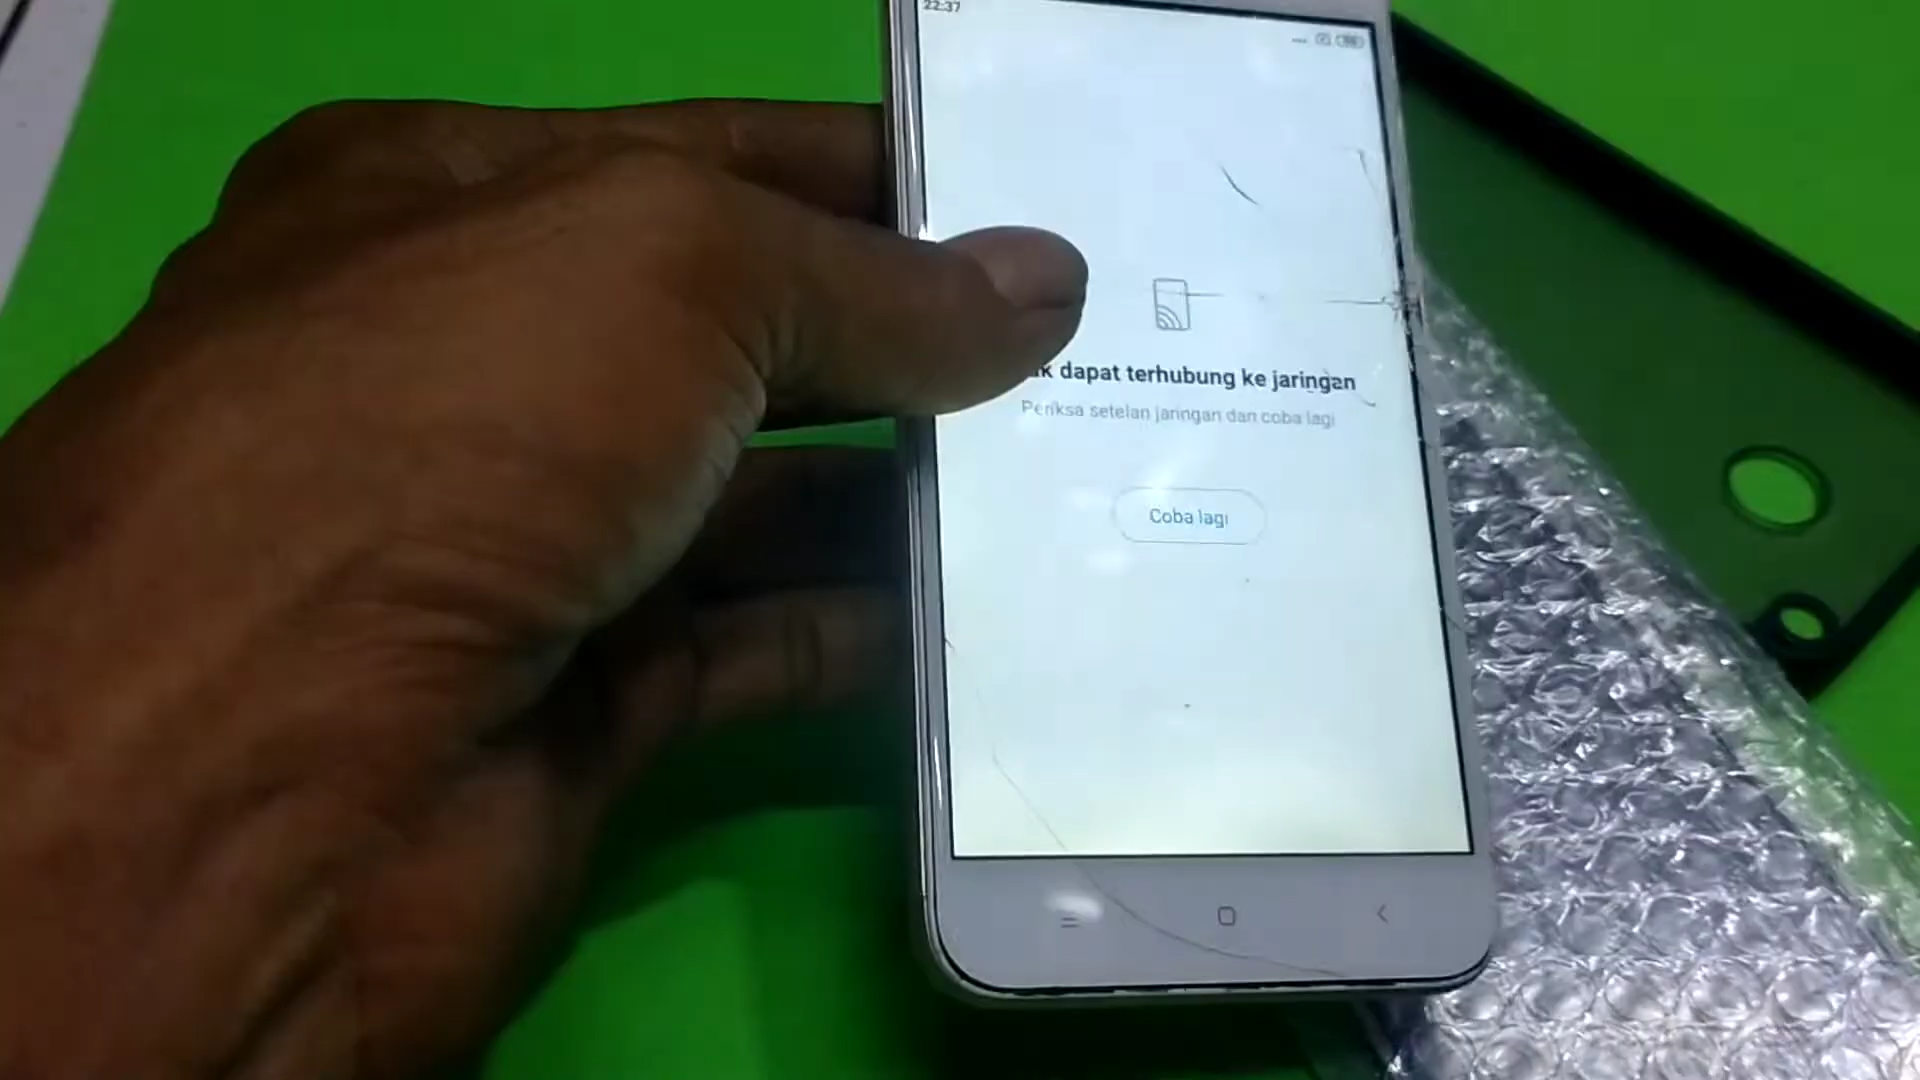 22:37
dapat terhubung ke jaringan
Periksa setelan jaringan dan coba lagi
Coba lagi